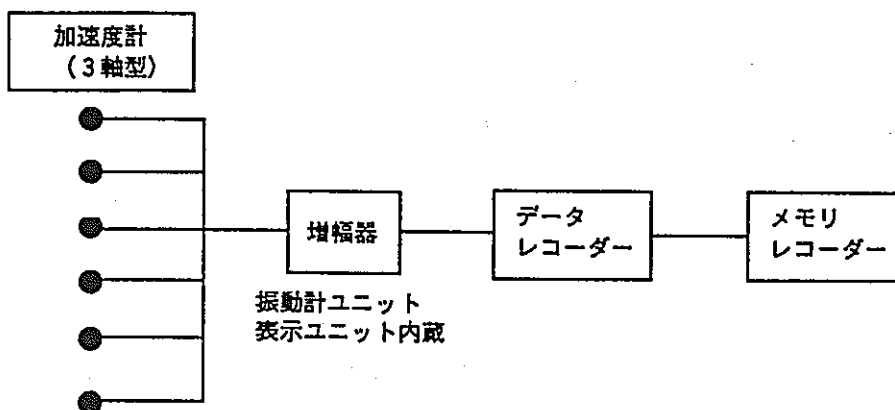 加速度計
(3軸型)
増幅器
データ
レコーダー
メモリ
レコーダー
振動計ユニット
表示ユニット内蔵